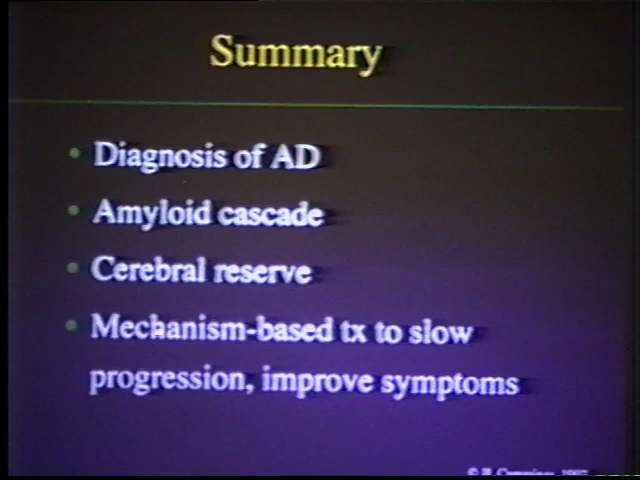 Summary
• Diagnosis of AD
• Amyloid cascade
• Cerebral reserve
• Mechanism-based tx to slow
progression, improve symptoms